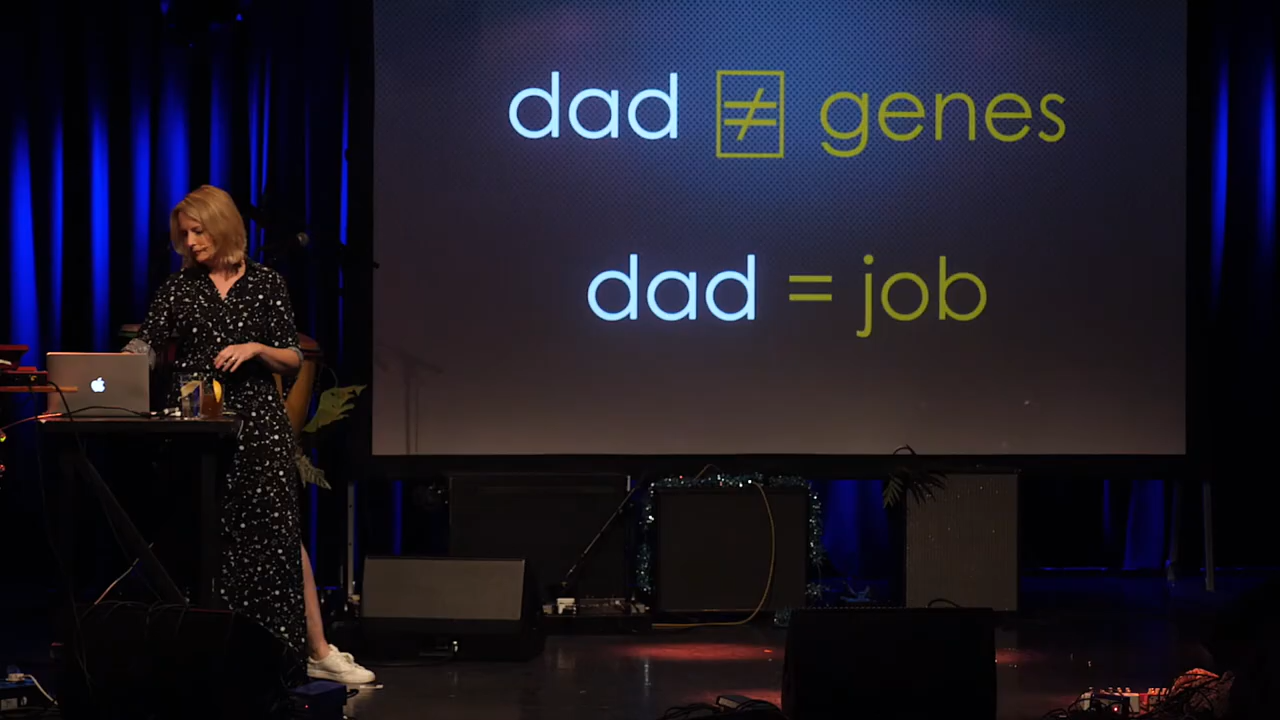 dad ≠ genes
dad = job